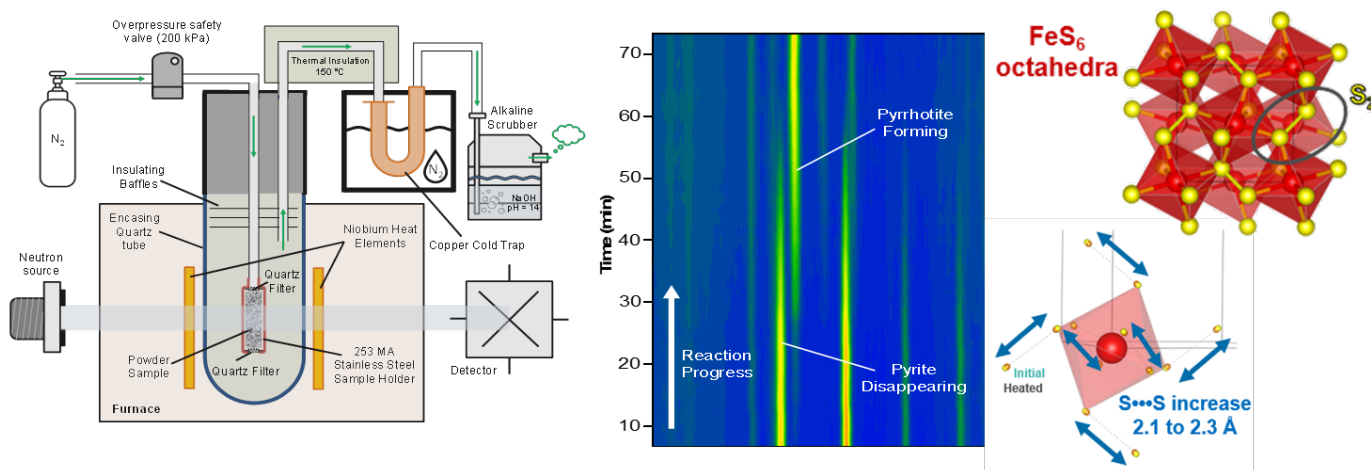 Overpressure safety
valve (200 kPa)
Thermal Insulation
150 °C
N2
Alkaline
Scrubber
N2
NaOH
pH = 14
Insulating
Baffles
Encasing
Quartz
tube
Niobium Heat
Elements
Copper Cold Trap
Neutron
source
Quartz
Filter
Powder
Sample
Quartz Filter
253 MA
Stainless Steel
Sample Holder
Detector
Furnace
Time (min)
70
60
50
40
30
20
10
Pyrrhotite
Forming
Reaction
Progress
Pyrite
Disappearing
FeS6
octahedra
Initial
Heated
S•••S increase
2.1 to 2.3 Å